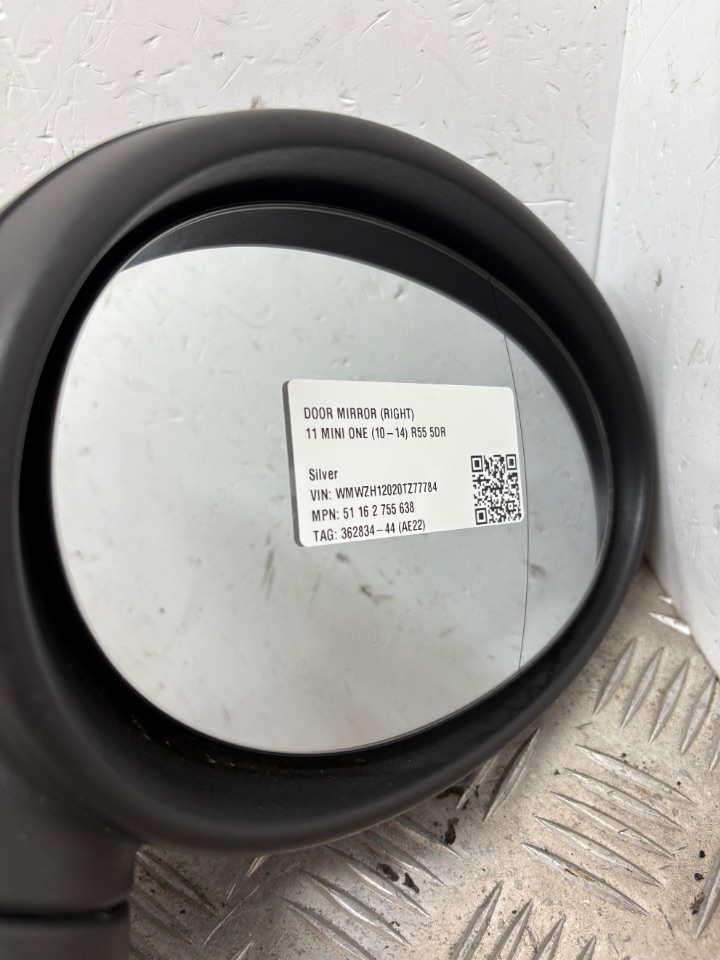 DOOR MIRROR (RIGHT)
11 MINI ONE (10-14) R55 5DR
Silver
VIN: WMWZH12020TZ77784
MPN: 51 16 2 755 638
TAG: 362834-44 (AE22)